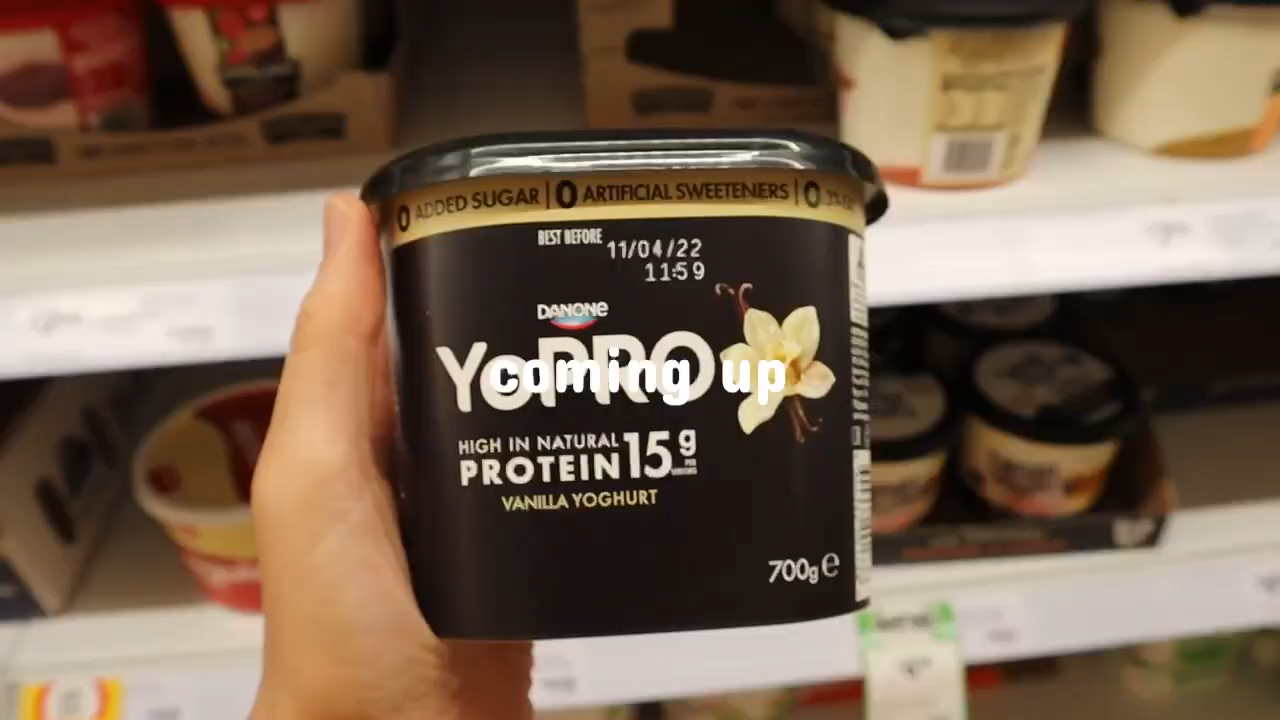 0 ADDED SUGAR | 0 ARTIFICIAL SWEETENERS | 0
BEST BEFORE 11/04/22
11:59
DANONE
YoPRO
coming up
HIGH IN NATURAL
PROTEIN 15g
VANILLA YOGHURT
700g e